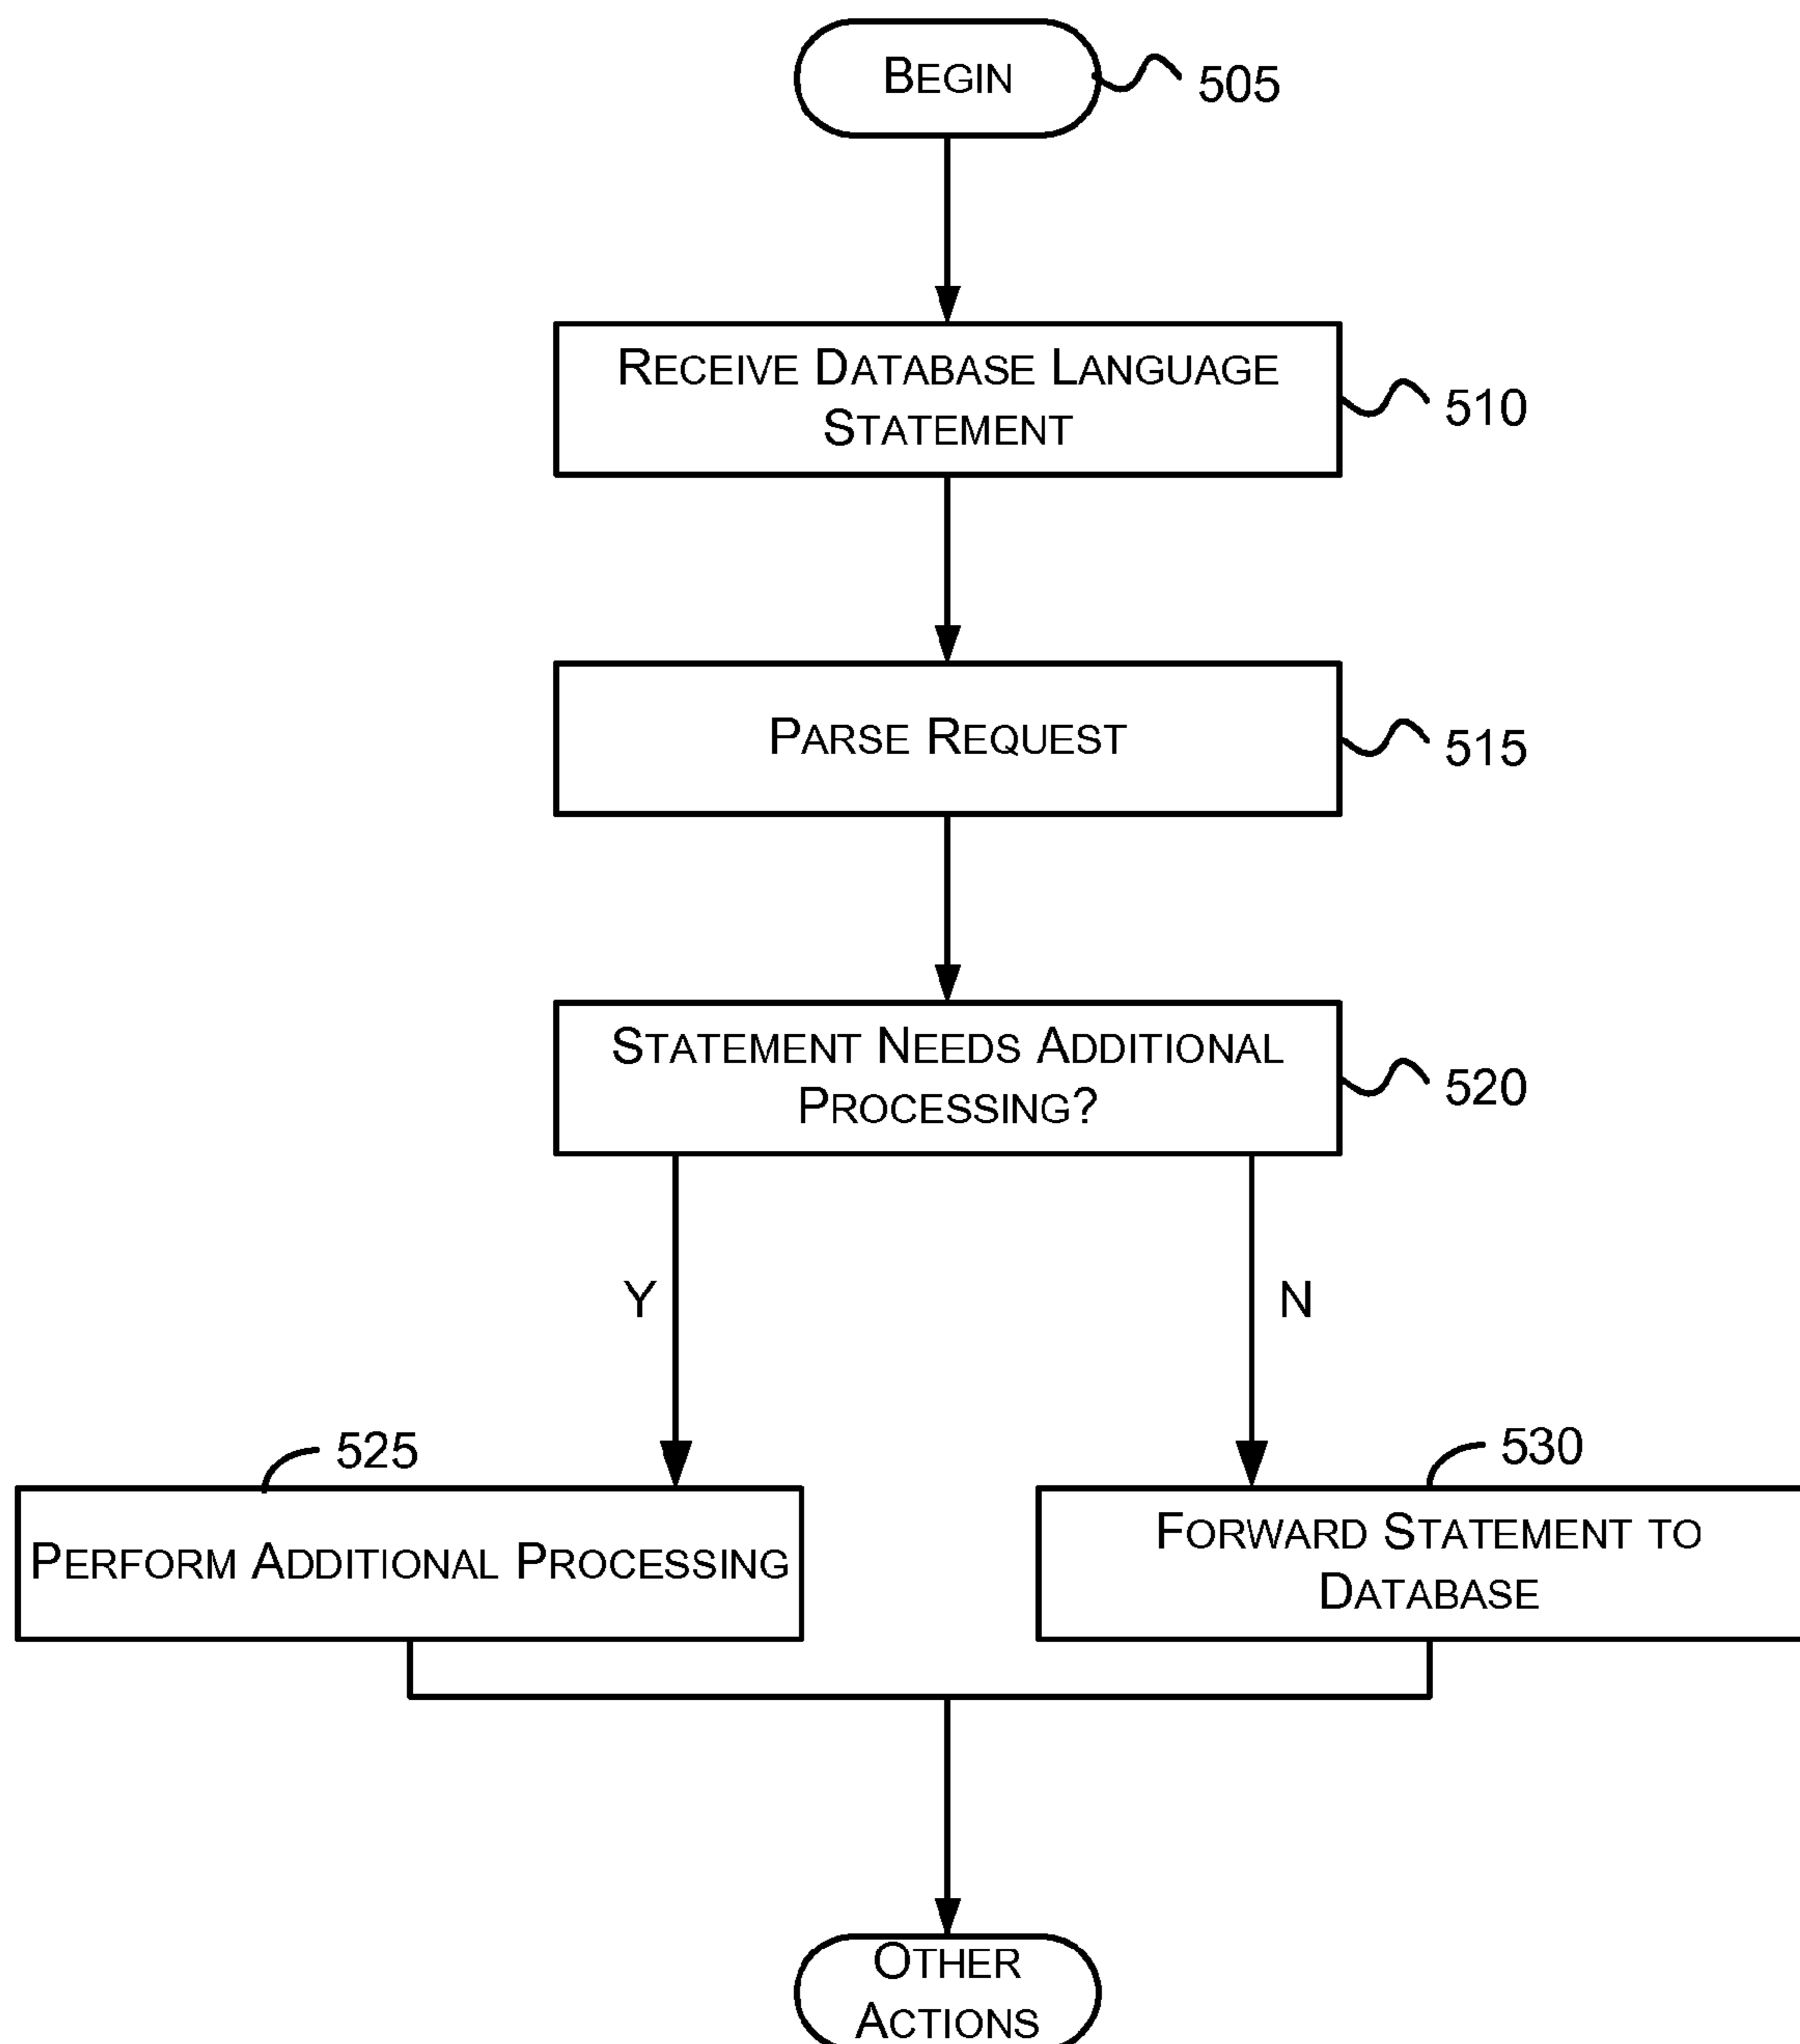 BEGIN
505
RECEIVE DATABASE LANGUAGE
STATEMENT
510
PARSE REQUEST
515
STATEMENT NEEDS ADDITIONAL
PROCESSING?
520
Y
N
525
530
PERFORM ADDITIONAL PROCESSING
FORWARD STATEMENT TO
DATABASE
OTHER
ACTIONS